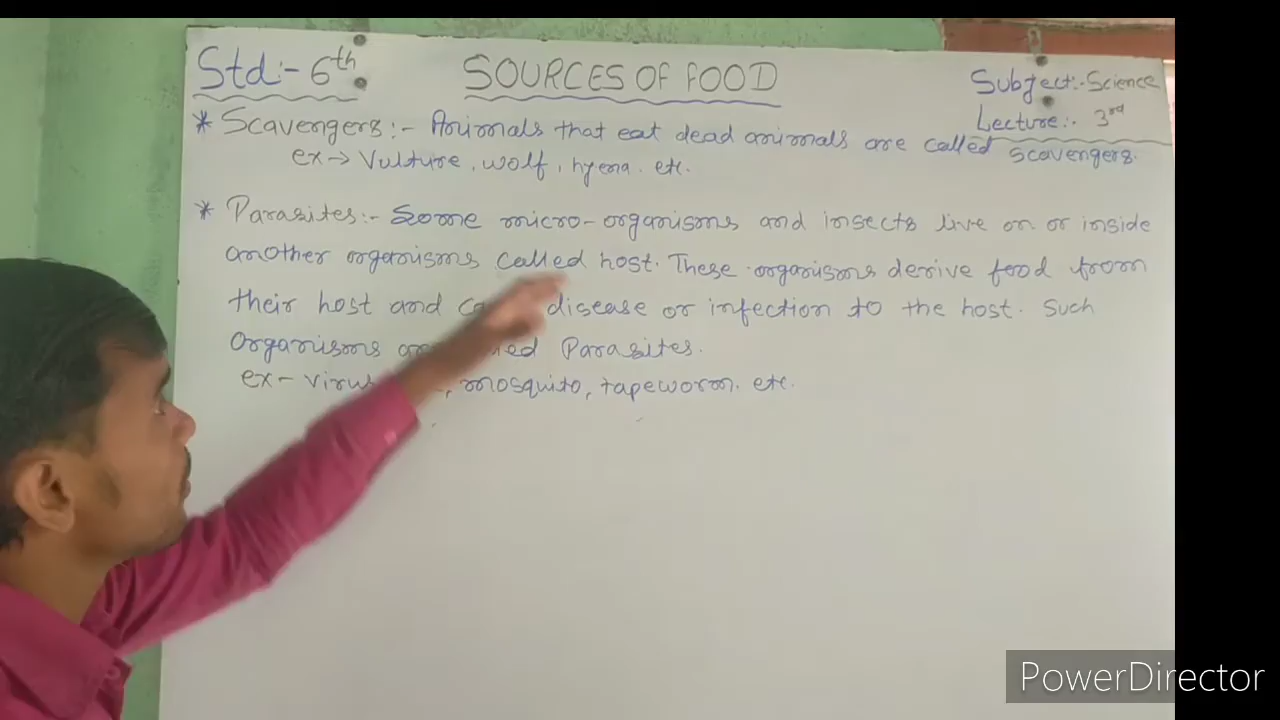 Std:- 6th
SOURCES OF FOOD
Subject:- Science
Lecture:- 3rd
* Scavengers:- Animals that eat dead animals are called scavengers.
ex→ Vulture, wolf, hyena. etc.
* Parasites:- Some micro-organisms and insects live on or inside
another organisms called host. These organisms derive food from
their host and disease or infection to the host. Such
Organisms Parasites.
ex- virus, mosquito, tapeworm. etc.
PowerDirector